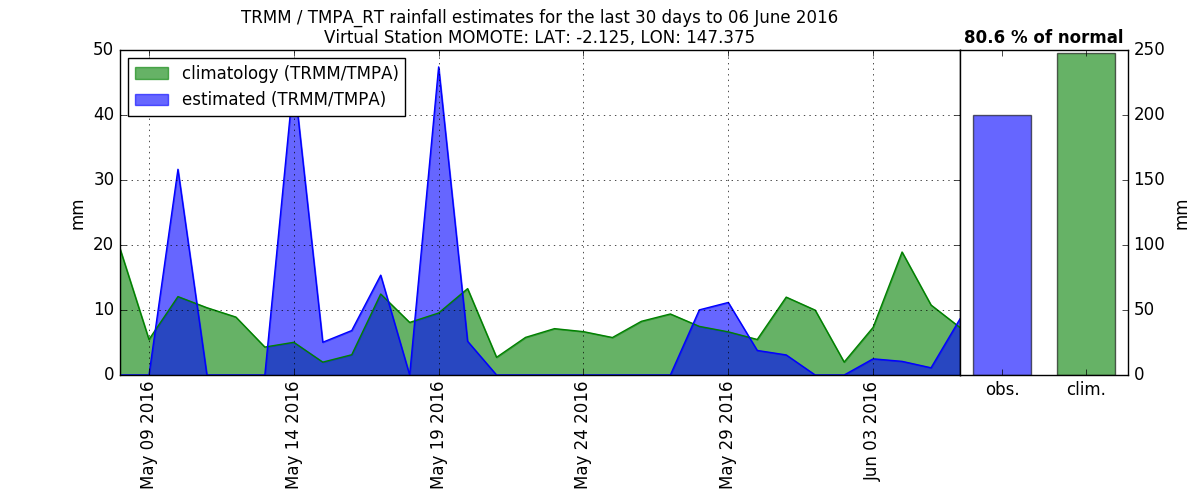 TRMM / TMPA_RT rainfall estimates for the last 30 days to 06 June 2016
Virtual Station MOMOTE: LAT: -2.125, LON: 147.375
80.6 % of normal
climatology (TRMM/TMPA)
estimated (TRMM/TMPA)
50
40
30
20
10
0
mm
May 09 2016
May 14 2016
May 19 2016
May 24 2016
May 29 2016
Jun 03 2016
obs.
clim.
250
200
150
100
50
0
mm